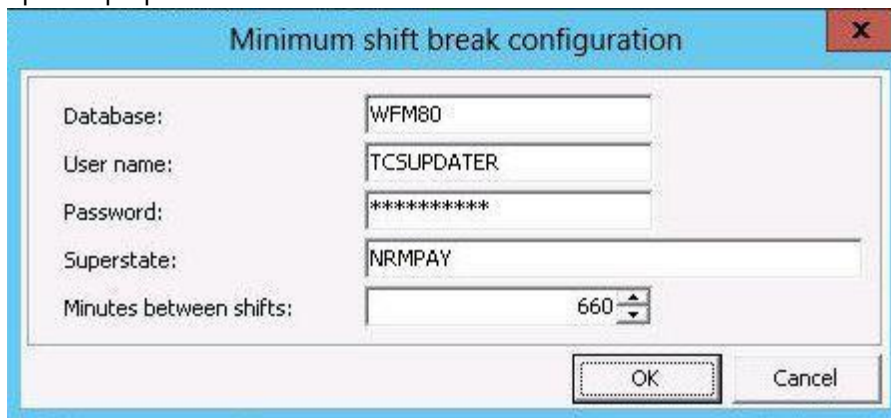 Minimum shift break configuration
x
Database: WFM80
User name: TCSUPDATER
Password: **********
Superstate: NRMPAY
Minutes between shifts: 660
OK Cancel